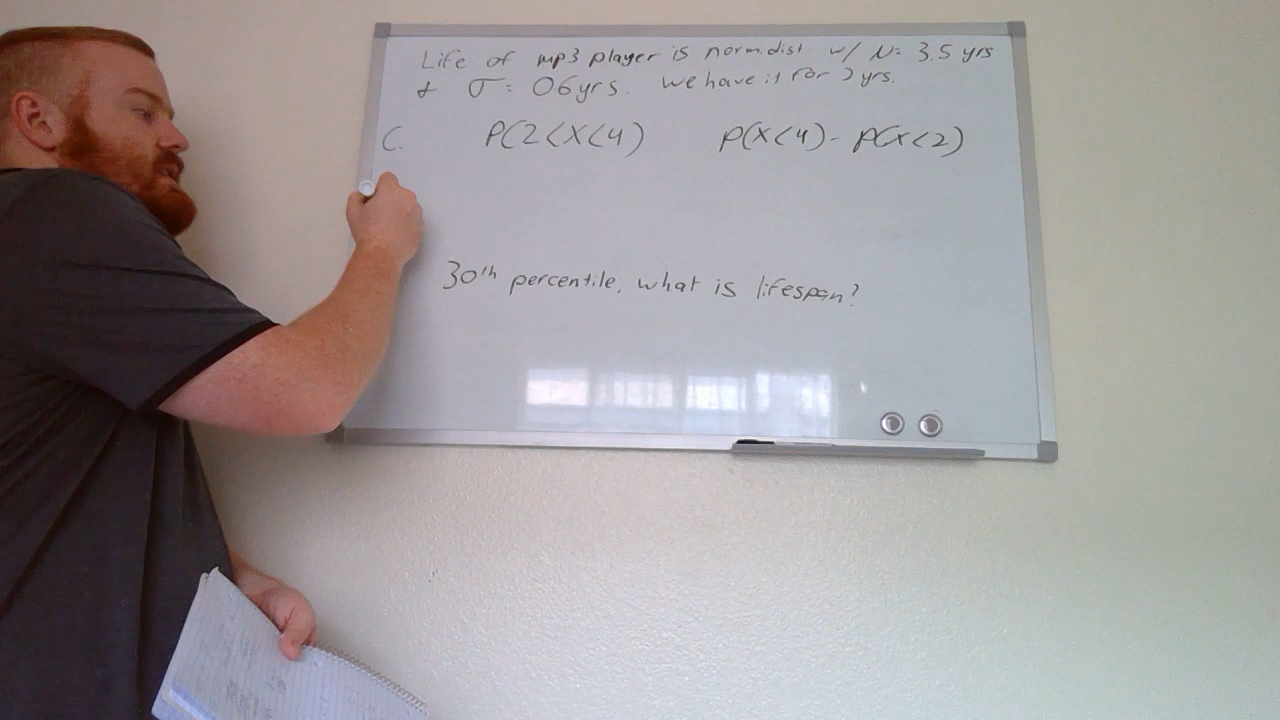 Life of mp3 player is norm.dist w/ μ= 3.5 yrs
& σ= 06yrs. we have it for 2 yrs.
C. P(2<X<4) P(X<4)- P(X<2)
30th percentile, what is lifespan?